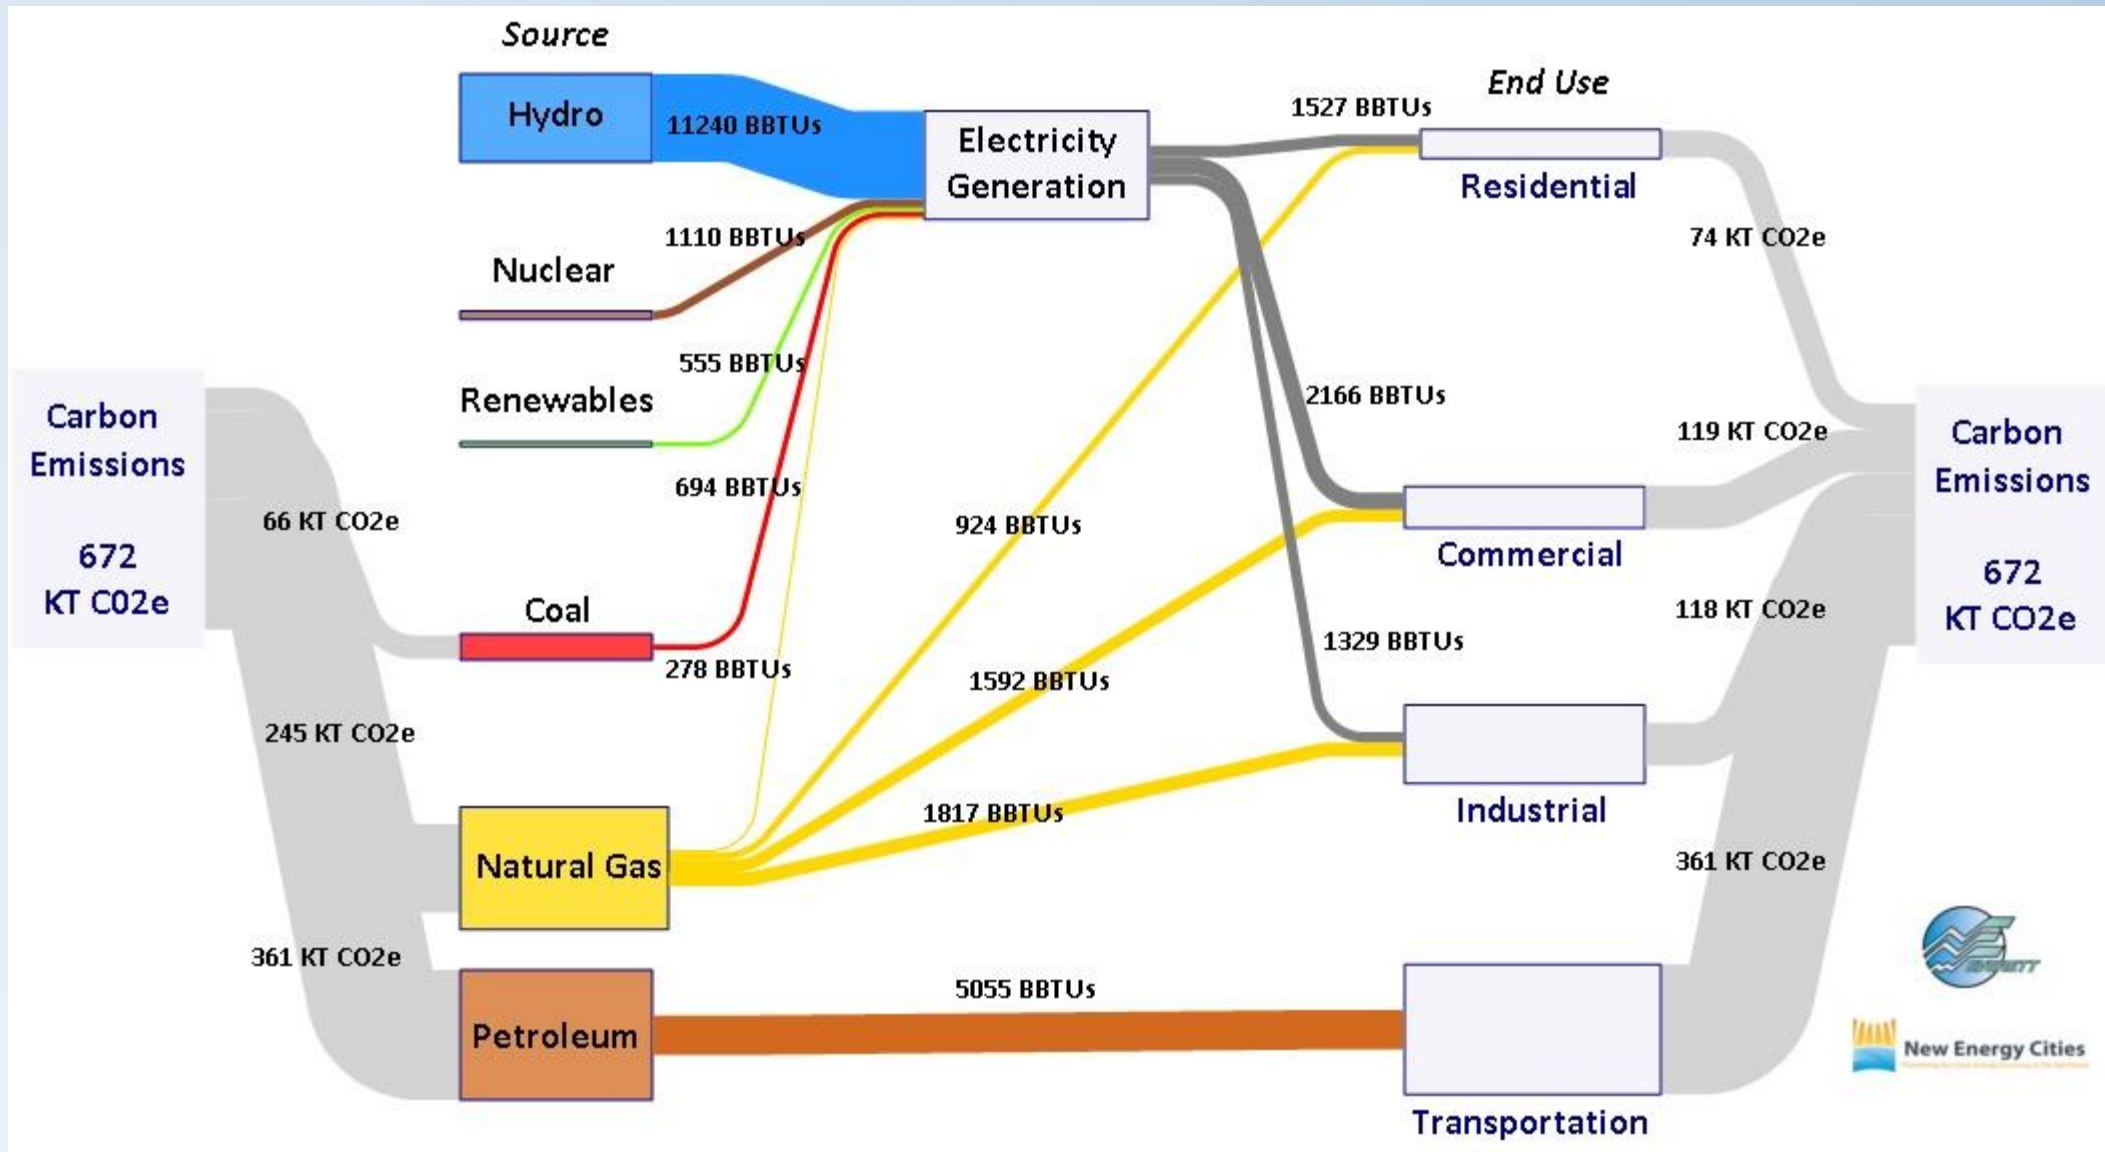 Source
End Use
Hydro
11240 BBTUs
Electricity
Generation
1527 BBTUs
Residential
Nuclear
1110 BBTUs
74 KT CO2e
Renewables
555 BBTUs
694 BBTUs
2166 BBTUs
119 KT CO2e
Carbon
Emissions
672
KT C02e
66 KT CO2e
924 BBTUs
Commercial
Carbon
Emissions
672
KT CO2e
Coal
278 BBTUs
1592 BBTUs
1329 BBTUs
118 KT CO2e
245 KT CO2e
1817 BBTUs
Industrial
Natural Gas
361 KT CO2e
361 KT CO2e
Petroleum
5055 BBTUs
Transportation
EVERETT
New Energy Cities